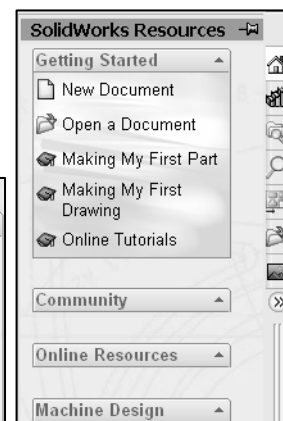 SolidWorks Resources
Getting Started
New Document
Open a Document
Making My First Part
Making My First
Drawing
Online Tutorials
Community
Online Resources
Machine Design